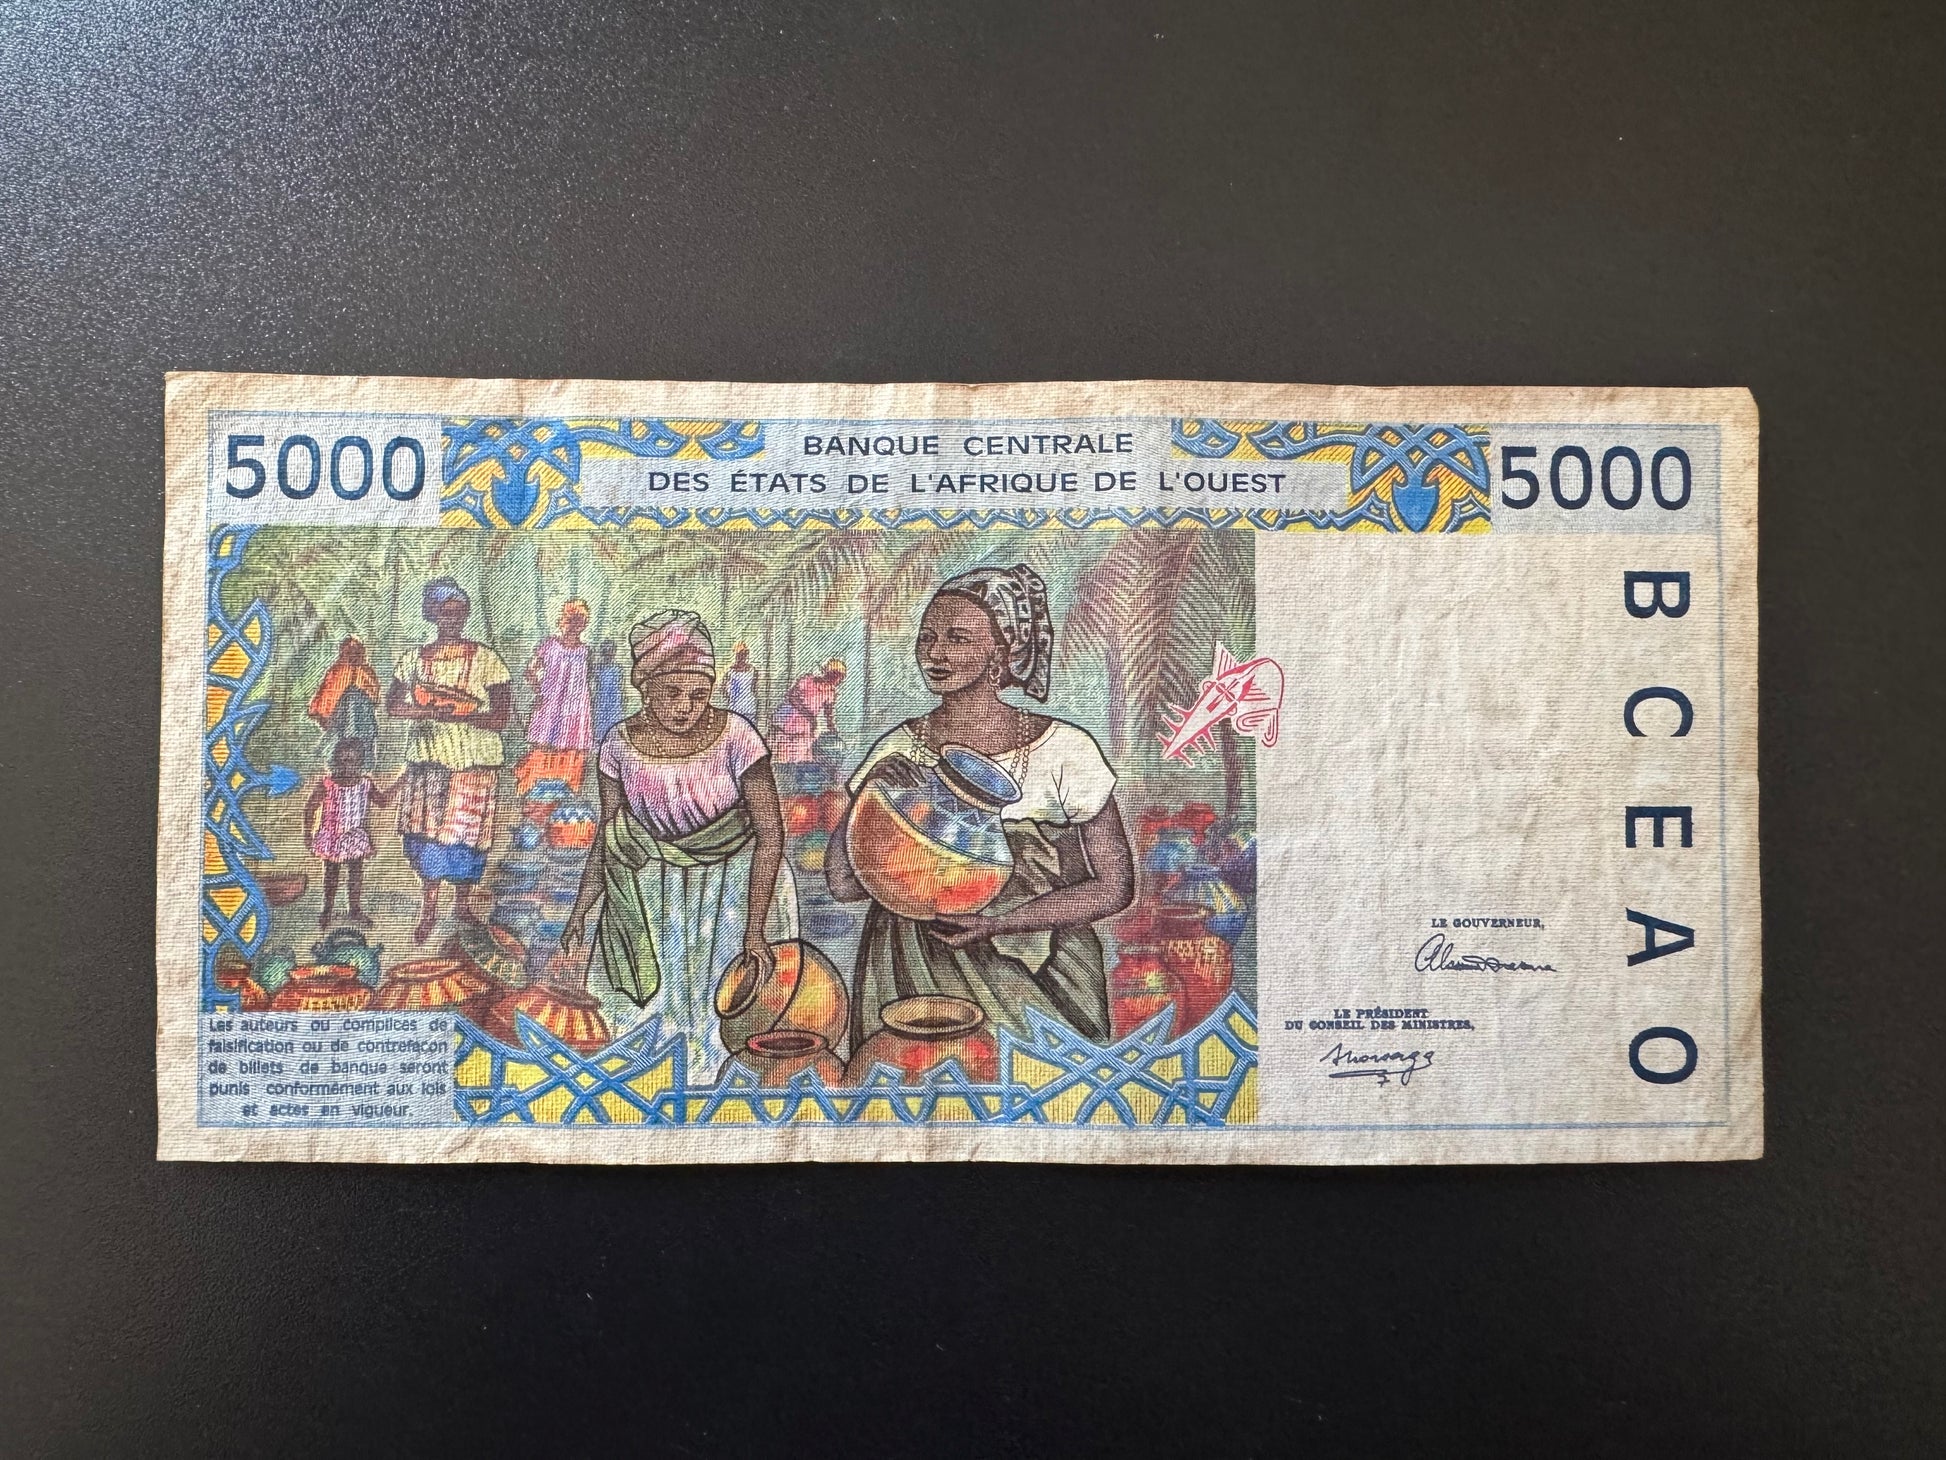 5000
BANQUE CENTRALE
DES ÉTATS DE L'AFRIQUE DE L'OUEST
5000
BCEAO
LE GOUVERNEUR,
LE PRÉSIDENT
DU CONSEIL DES MINISTRES,
Les auteurs ou complices de
falsification ou de contrefaçon
de billets de banque seront
punis conformément aux lois
et actes en vigueur.